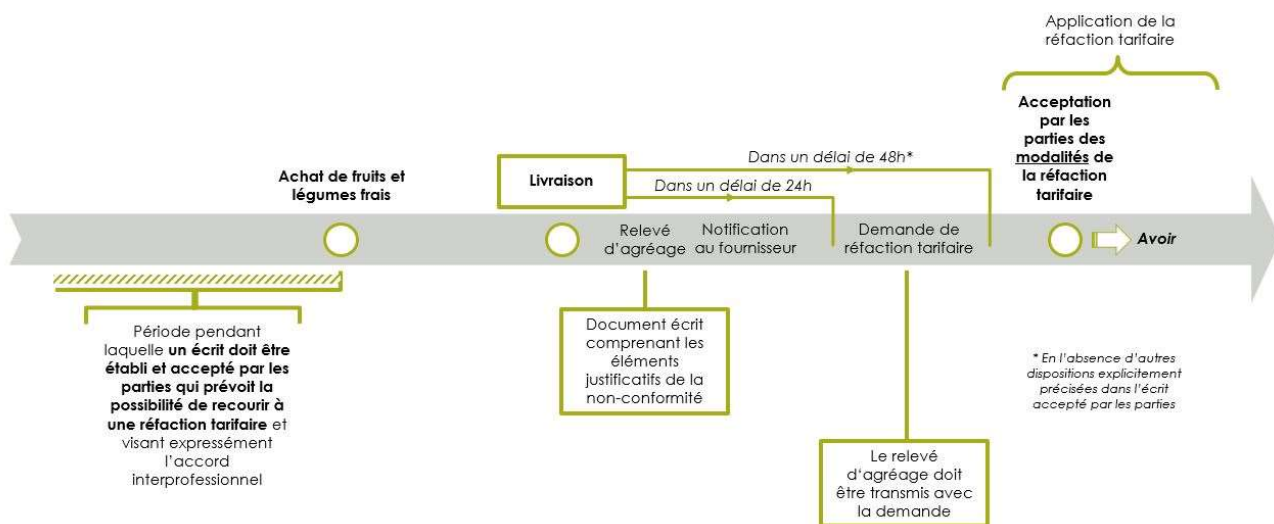 Application de la
réfaction tarifaire
Acceptation
par les
parties des
modalités de
la réfaction
tarifaire
Dans un délai de 48h*
Achat de fruits et
légumes frais
Livraison
Dans un délai de 24h
Relevé
d'agréage
Notification
au fournisseur
Demande de
réfaction tarifaire
Avoir
Période pendant
laquelle un écrit doit être
établi et accepté par les
parties qui prévoit la
possibilité de recourir à
une réfaction tarifaire et
visant expressément
l'accord
interprofessionnel
Document écrit
comprenant les
éléments
justificatifs de la
non-conformité
* En l'absence d'autres
dispositions explicitement
précisées dans l'écrit
accepté par les parties
Le relevé
d'agréage doit
être transmis avec
la demande